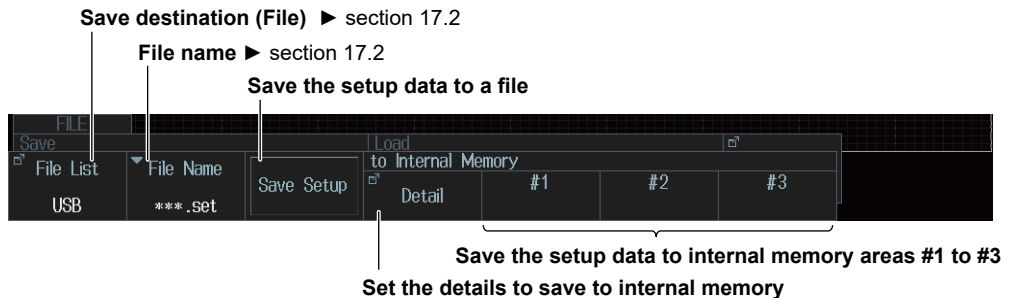 Save destination (File) ► section 17.2
File name ► section 17.2
Save the setup data to a file
FILE
Save
Load
File List
File Name
Save Setup
to Internal Memory
Detail
#1
#2
#3
USB
***.set
Save the setup data to internal memory areas #1 to #3
Set the details to save to internal memory